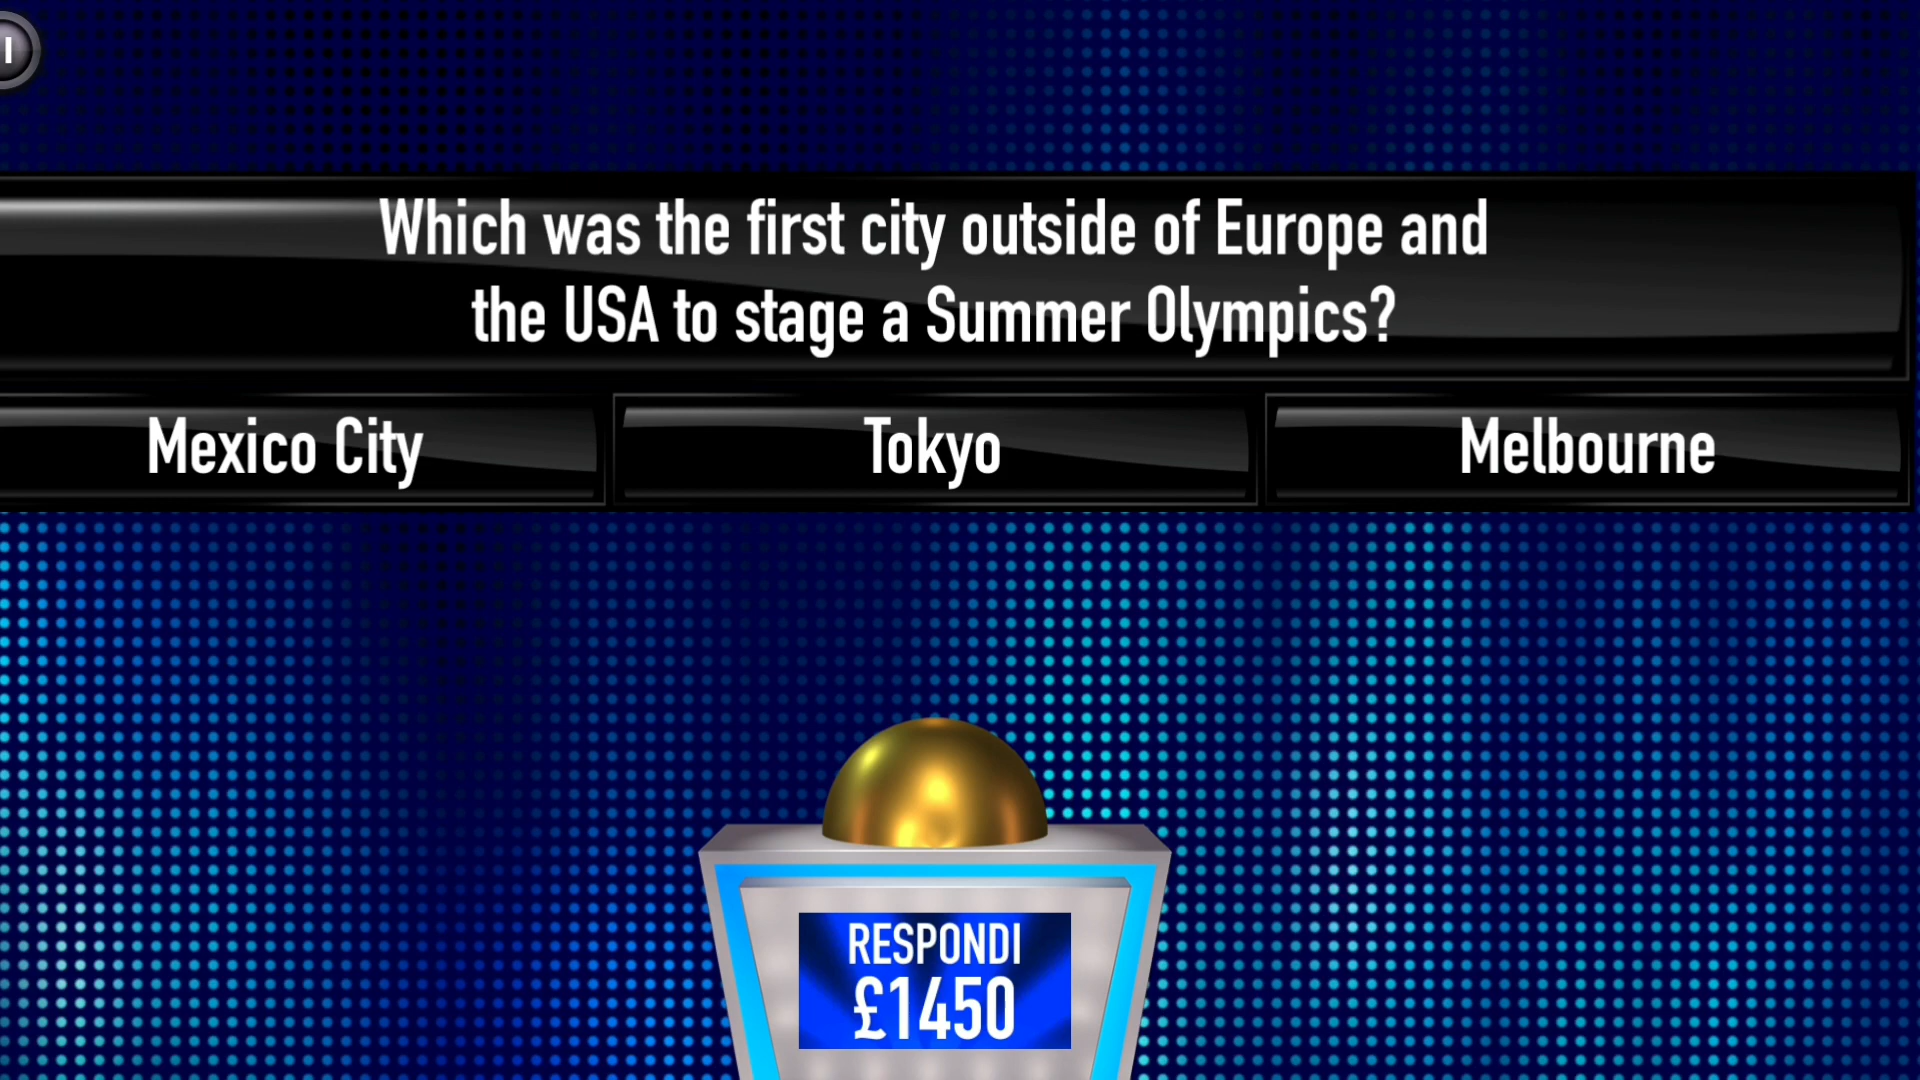 Which was the first city outside of Europe and
the USA to stage a Summer Olympics?
Mexico City
Tokyo
Melbourne
RESPONDI
£1450